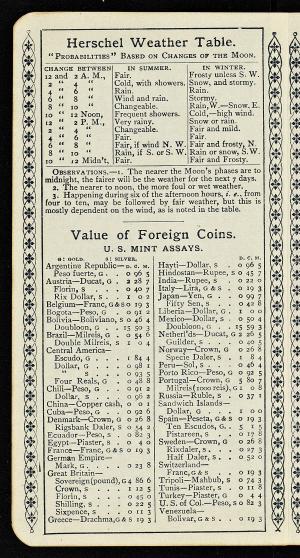 Herschel Weather Table.
"PROBABILITIES" BASED ON CHANGES OF THE MOON.
CHANGE BETWEEN IN SUMMER. IN WINTER.
12 and 2 A. M., Fair. Frosty unless S. W.
2 " 4 " Cold, with showers. Snow, and stormy.
4 " 6 " Rain. Rain.
6 " 8 " Wind and rain. Stormy.
8 " 10 " Changeable. Rain, W.—Snow, E.
10 " 12 Noon, Frequent showers. Cold,—high wind.
12 " 2 P. M., Very rainy. Snow or rain.
2 " 4 " Changeable. Fair and mild.
4 " 6 " Fair. Fair.
6 " 8 " Fair, if wind N. W. Fair and frosty, N.
8 " 10 " Rain, if S. or S. W. Rain or snow, S. W.
10 " 12 Midn't, Fair. Fair and Frosty.
OBSERVATIONS.—1. The nearer the Moon's phases are to
midnight, the fairer will be the weather for the next 7 days.
2. The nearer to noon, the more foul or wet weather.
3. Happening during six of the afternoon hours, i. e., from
four to ten, may be followed by fair weather, but this is
mostly dependent on the wind, as is noted in the table.
Value of Foreign Coins.
U. S. MINT ASSAYS.
G: GOLD. S: SILVER.
Argentine Republic— D. C. M.
Peso fuerte, G 0 96 5
Austria—Ducat, G 2 28 7
Florin, S 0 40 7
Rix Dollar, S 1 02
Belgium—Franc, G & S 0 19 3
Bogota—Peso, G 0 91 2
Bolivia—Boliviano, S 0 46 4
Doubloon, G 15 59 3
Brazil—Milreis, G 0 54 6
Double Milreis, S 1 04
Central America—
Escudo, G 1 84 4
Dollar, G 0 98 1
" S 0 93 5
Four Reals, G 0 48 8
Chili—Peso, G 0 91 2
Dollar, S 0 96 2
China—Copper cash, 0 0 1
Cuba—Peso, G 0 92 6
Denmark—Crown, G 0 26 8
Rigsbank Daler, S 0 54 2
Ecuador—Peso, S 0 82 3
Egypt—Piaster, S 0 4 0
France—Franc, G & S 0 19 3
German Empire—
Mark, G 0 23 8
Great Britain—
Sovereign (pound), G 4 86 6
Crown, S 1 12 5
Florin, S 0 45 0
Shilling, S 0 22 5
Sixpence, S 0 11 3
Greece—Drachma, G & S 19 3
D. C. M.
Hayti—Dollar, S 0 96 5
Hindostan—Rupee, S 0 45 7
India—Rupee, S 0 22 0
Italy—Lira, G & S 0 19 3
Japan—Yen, G 0 99 7
Fifty Sen, S 0 42 8
Liberia—Dollar, G 1 00
Mexico—Dollar, S 0 50 4
Doubloon, G 15 59 3
Netherl'ds—Ducat, G 2 26 5
Guilder, S 0 40 5
Norway—Crown, G 0 26 8
Specie Daler, S 1 8 4
Peru—Sol, S 0 46 4
Porto Rico—Peso, G 0 92 5
Portugal—Crown, G 5 80 7
Milreis (1000 reis), G 1 0 8
Russia—Ruble, S 0 37 1
Sandwich Islands—
Dollar, G 1 00
Spain—Peseta, G & S 0 19 3
Ten Escudos, G 5 1 5
Pistareen, S 0 17 8
Sweden—Crown, G 0 26 8
Rixdaler, S 0 27 3
Half Daler, S 0 52 0
Switzerland—
Franc, G & S 0 19 3
Tripoli—Mahbub, S 0 74 3
Tunis—Piaster, S 0 11 8
Turkey—Piaster, G 4 4
U. S. of Col.—Peso, S 0 82 3
Venezuela—
Bolivar, G & S 0 19 3